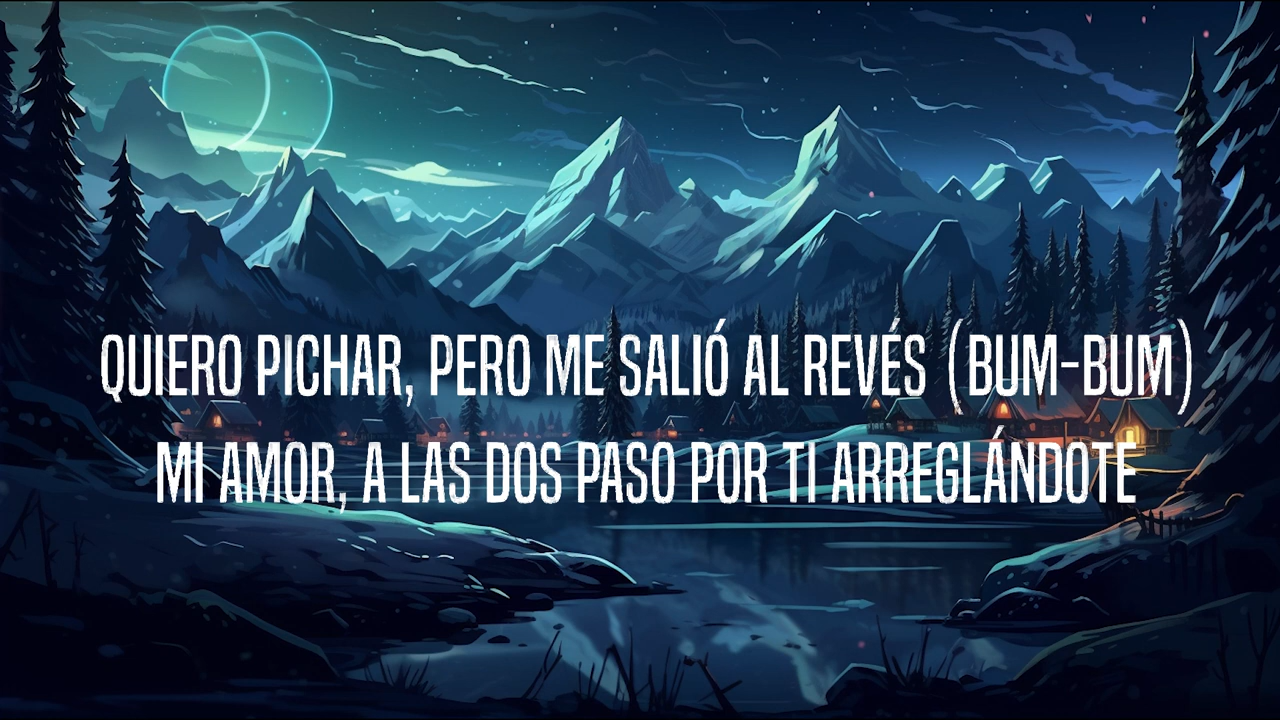 QUIERO PICHAR, PERO ME SALIÓ AL REVÉS (BUM-BUM)
MI AMOR, A LAS DOS PASO POR TI ARREGLÁNDOTE